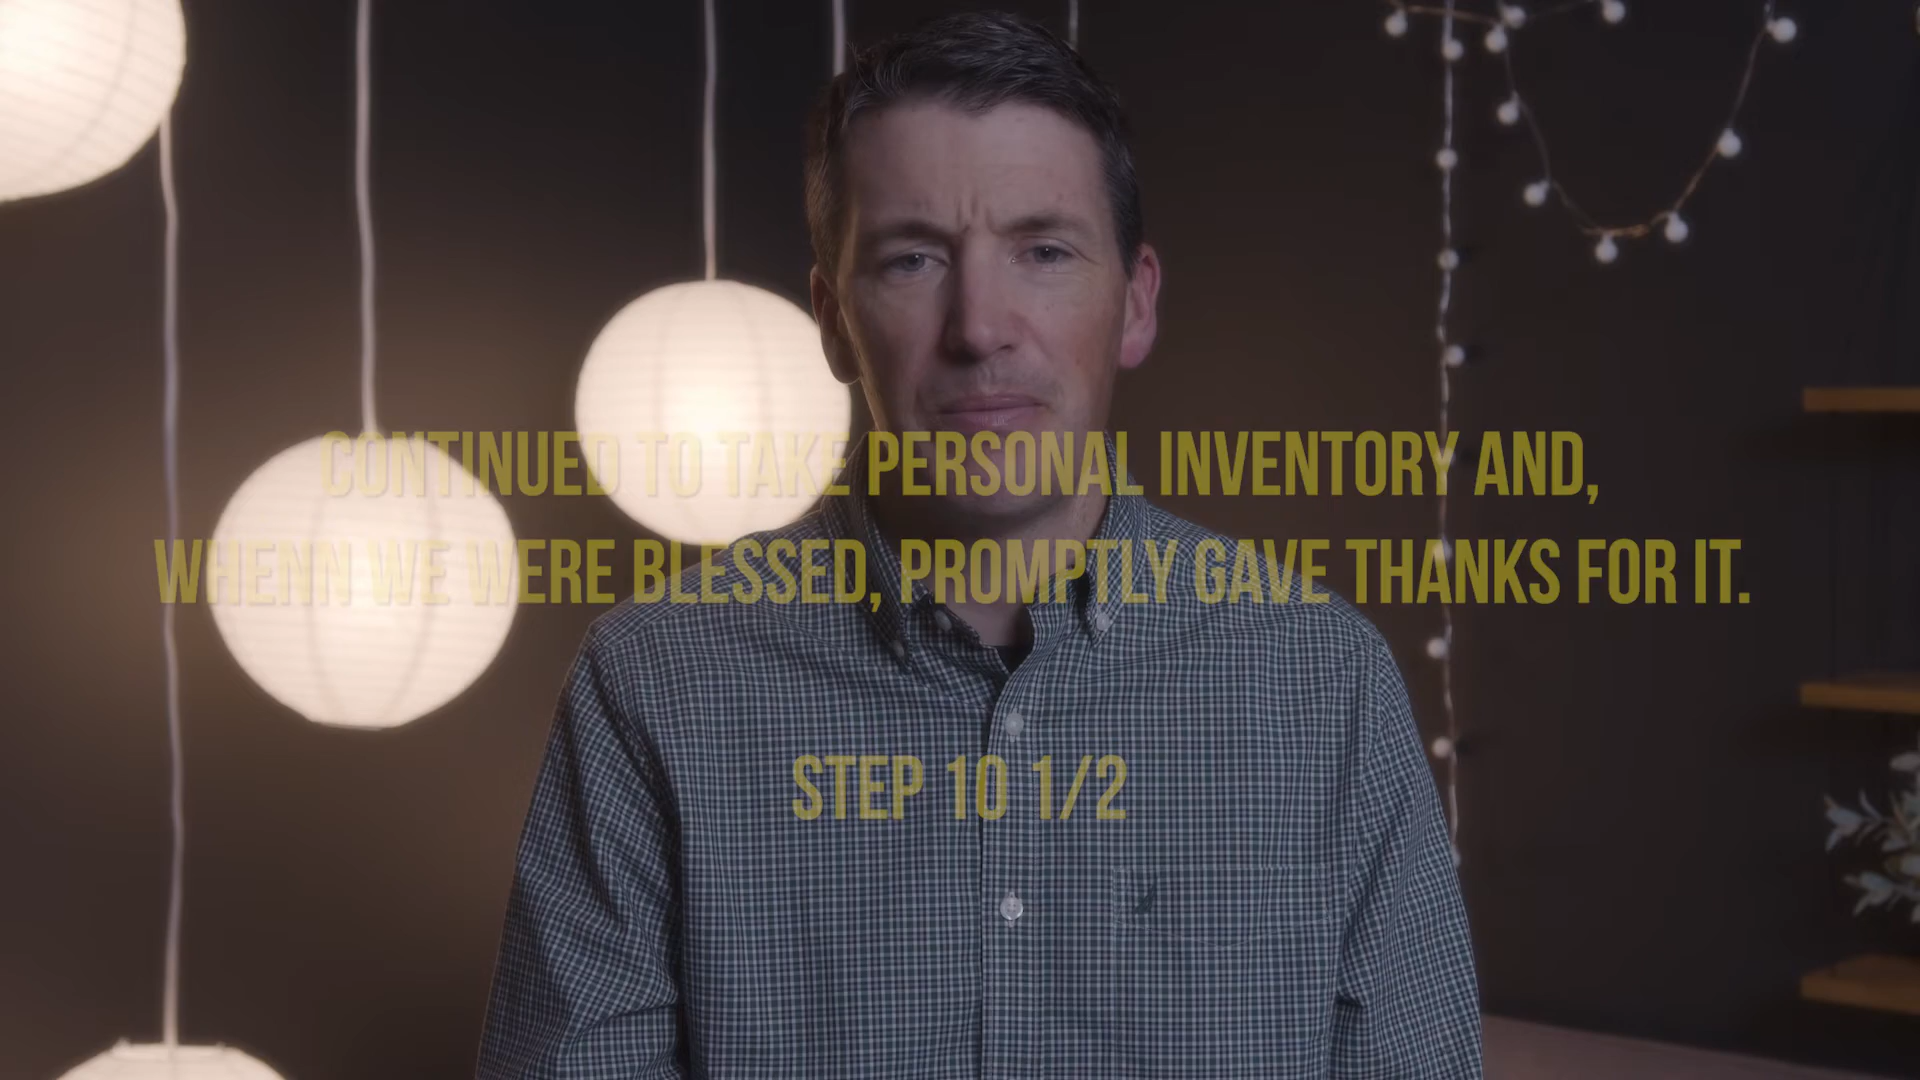 CONTINUED TO TAKE PERSONAL INVENTORY AND,
WHENN WE WERE BLESSED, PROMPTLY GAVE THANKS FOR IT.
STEP 10 1/2